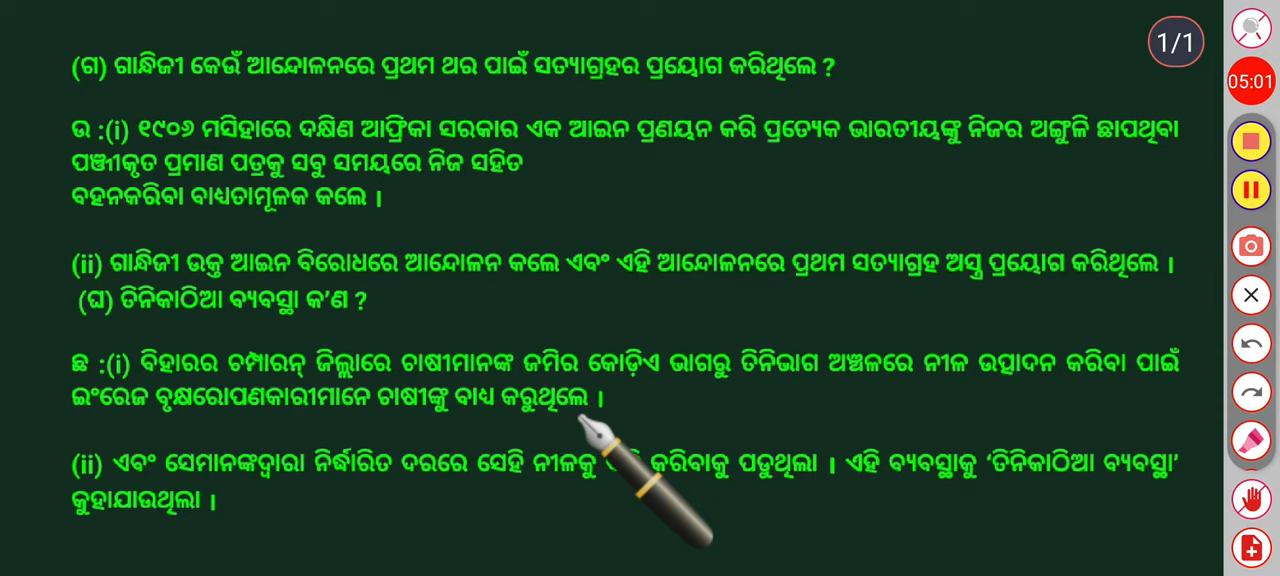 1/1
05:01
(ଗ) ଗାନ୍ଧିଜୀ କେଉଁ ଆନ୍ଦୋଳନରେ ପ୍ରଥମ ଥର ପାଇଁ ସତ୍ୟାଗ୍ରହର ପ୍ରୟୋଗ କରିଥିଲେ ?
ଉ :(i) ୧୯୦୬ ମସିହାରେ ଦକ୍ଷିଣ ଆଫ୍ରିକା ସରକାର ଏକ ଆଇନ ପ୍ରଣୟନ କରି ପ୍ରତ୍ୟେକ ଭାରତୀୟଙ୍କୁ ନିଜର ଅଙ୍ଗୁଳି ଛାପଥିବା
ପଞ୍ଜୀକୃତ ପ୍ରମାଣ ପତ୍ରକୁ ସବୁ ସମୟରେ ନିଜ ସହିତ
ବହନକରିବା ବାଧ୍ୟତାମୂଳକ କଲେ ।
(ii) ଗାନ୍ଧିଜୀ ଉକ୍ତ ଆଇନ ବିରୋଧରେ ଆନ୍ଦୋଳନ କଲେ ଏବଂ ଏହି ଆନ୍ଦୋଳନରେ ପ୍ରଥମ ସତ୍ୟାଗ୍ରହ ଅସ୍ତ୍ର ପ୍ରୟୋଗ କରିଥିଲେ ।
(ଘ) ତିନିକାଠିଆ ବ୍ୟବସ୍ଥା କ'ଣ ?
ଛ :(i) ବିହାରର ଚମ୍ପାରନ୍ ଜିଲ୍ଲାରେ ଚାଷୀମାନଙ୍କ ଜମିର କୋଡ଼ିଏ ଭାଗରୁ ତିନିଭାଗ ଅଞ୍ଚଳରେ ନୀଳ ଉତ୍ପାଦନ କରିବା ପାଇଁ
ଇଂରେଜ ବୃକ୍ଷରୋପଣକାରୀମାନେ ଚାଷୀଙ୍କୁ ବାଧ୍ୟ କରୁଥିଲେ ।
(ii) ଏବଂ ସେମାନଙ୍କଦ୍ୱାରା ନିର୍ଦ୍ଧାରିତ ଦରରେ ସେହି ନୀଳକୁ କରିବାକୁ ପଡୁଥିଲା । ଏହି ବ୍ୟବସ୍ଥାକୁ 'ତିନିକାଠିଆ ବ୍ୟବସ୍ଥା'
କୁହାଯାଉଥିଲା ।